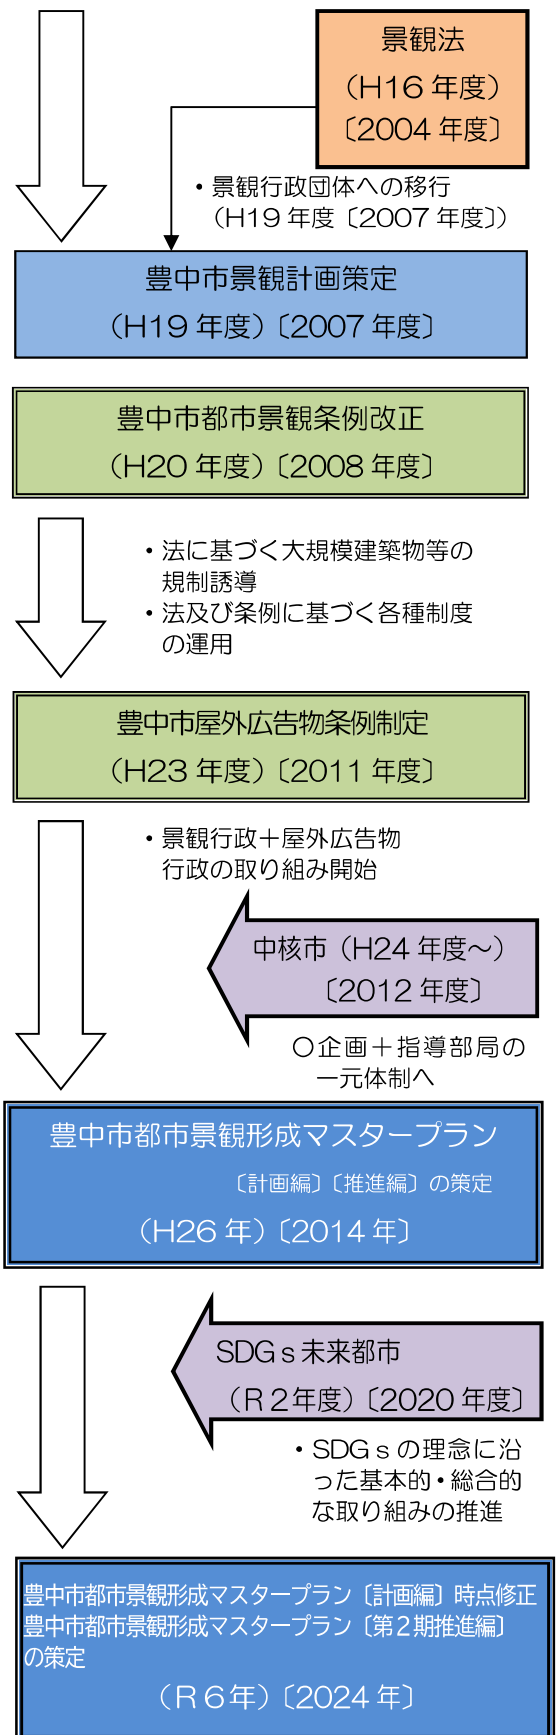 景観法
（H16 年度）
〔2004 年度〕
・景観行政団体への移行
（H19 年度〔2007 年度〕）
豊中市景観計画策定
（H19 年度）〔2007 年度〕
豊中市都市景観条例改正
（H20 年度）〔2008 年度〕
・法に基づく大規模建築物等の
規制誘導
・法及び条例に基づく各種制度
の運用
豊中市屋外広告物条例制定
（H23 年度）〔2011 年度〕
・景観行政＋屋外広告物
行政の取り組み開始
中核市（H24 年度～）
〔2012 年度〕
〇企画＋指導部局の
一元体制へ
豊中市都市景観形成マスタープラン
〔計画編〕〔推進編〕の策定
（H26 年）〔2014 年〕
SDGｓ未来都市
（Ｒ２年度）〔2020 年度〕
・SDGｓの理念に沿
った基本的・総合的
な取り組みの推進
豊中市都市景観形成マスタープラン〔計画編〕時点修正
豊中市都市景観形成マスタープラン〔第２期推進編〕
の策定
（Ｒ６年）〔2024 年〕